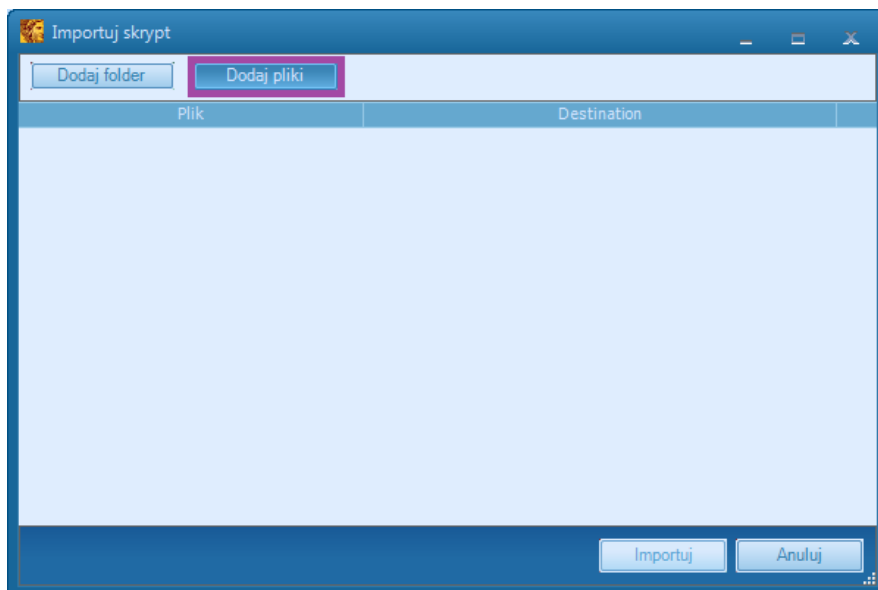 Importuj skrypt
Dodaj folder Dodaj pliki
Plik Destination
Importuj Anuluj